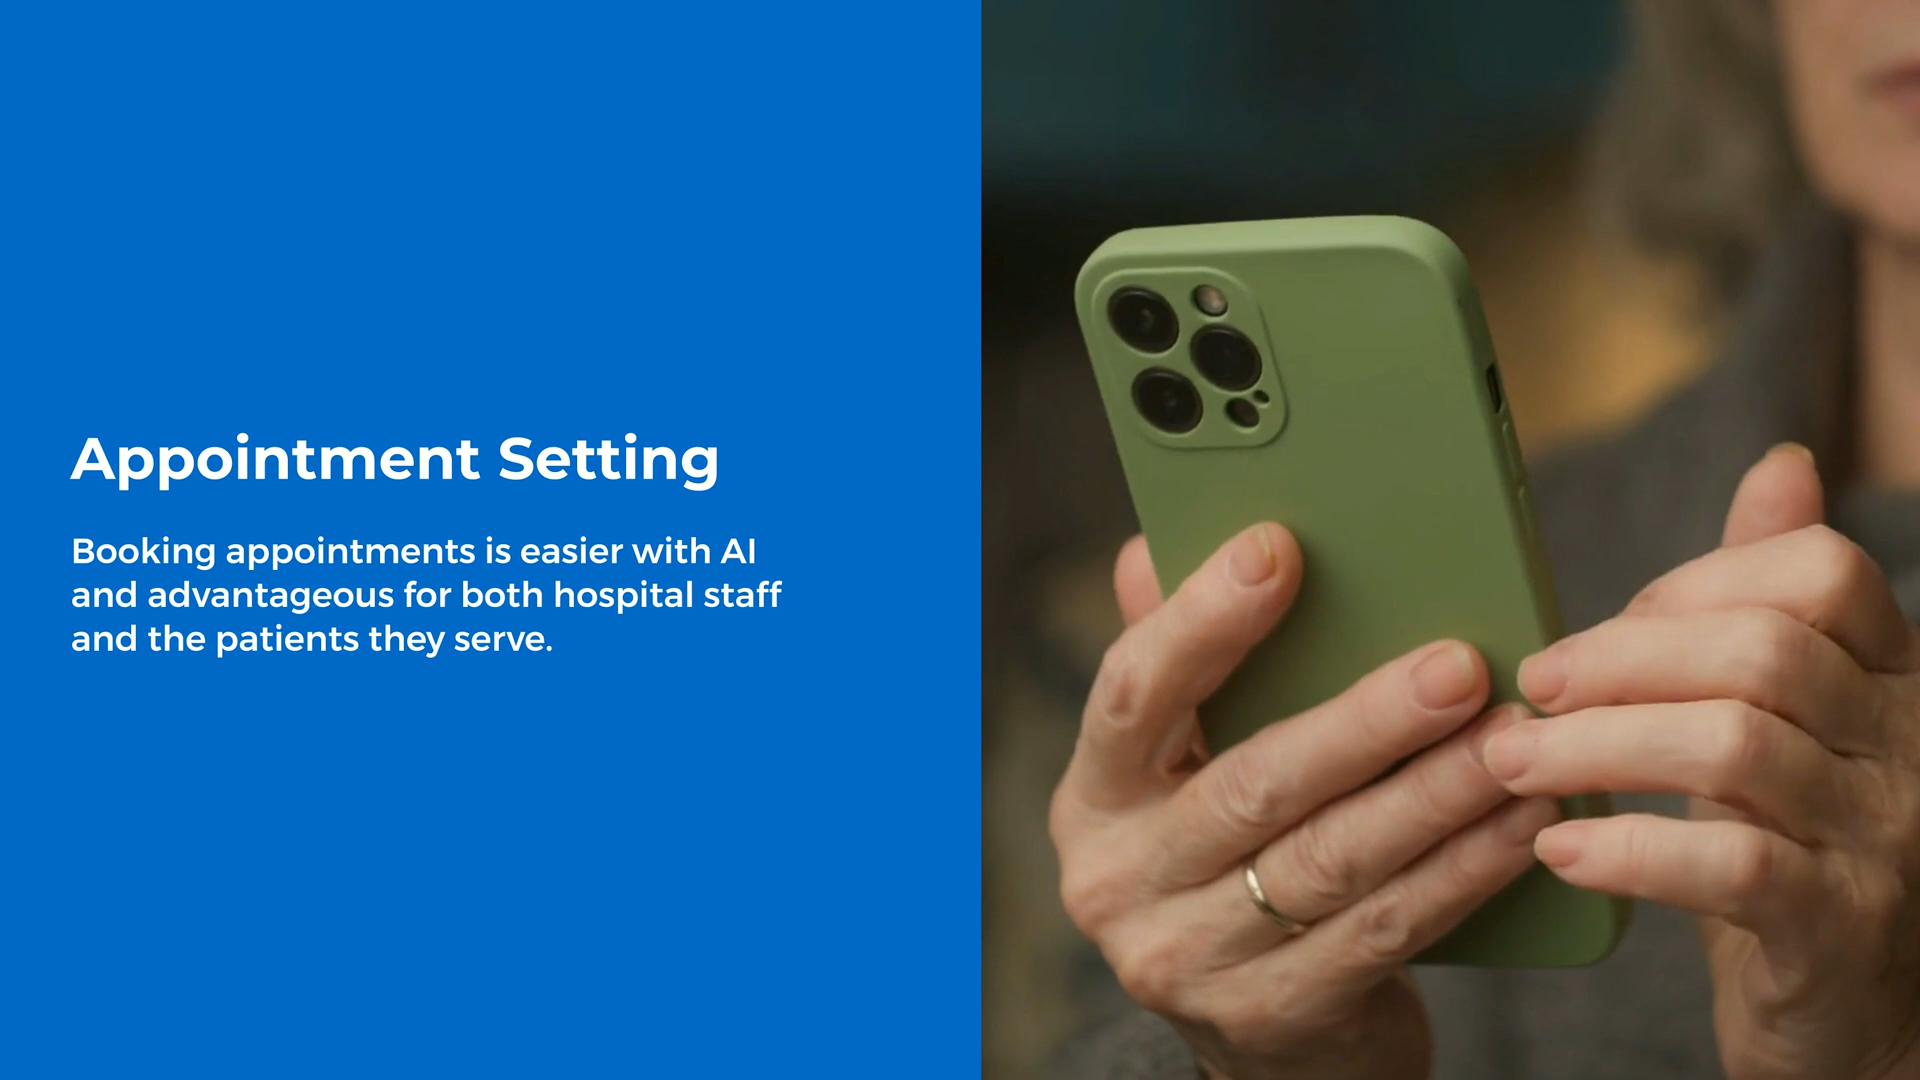 Appointment Setting
Booking appointments is easier with AI
and advantageous for both hospital staff
and the patients they serve.